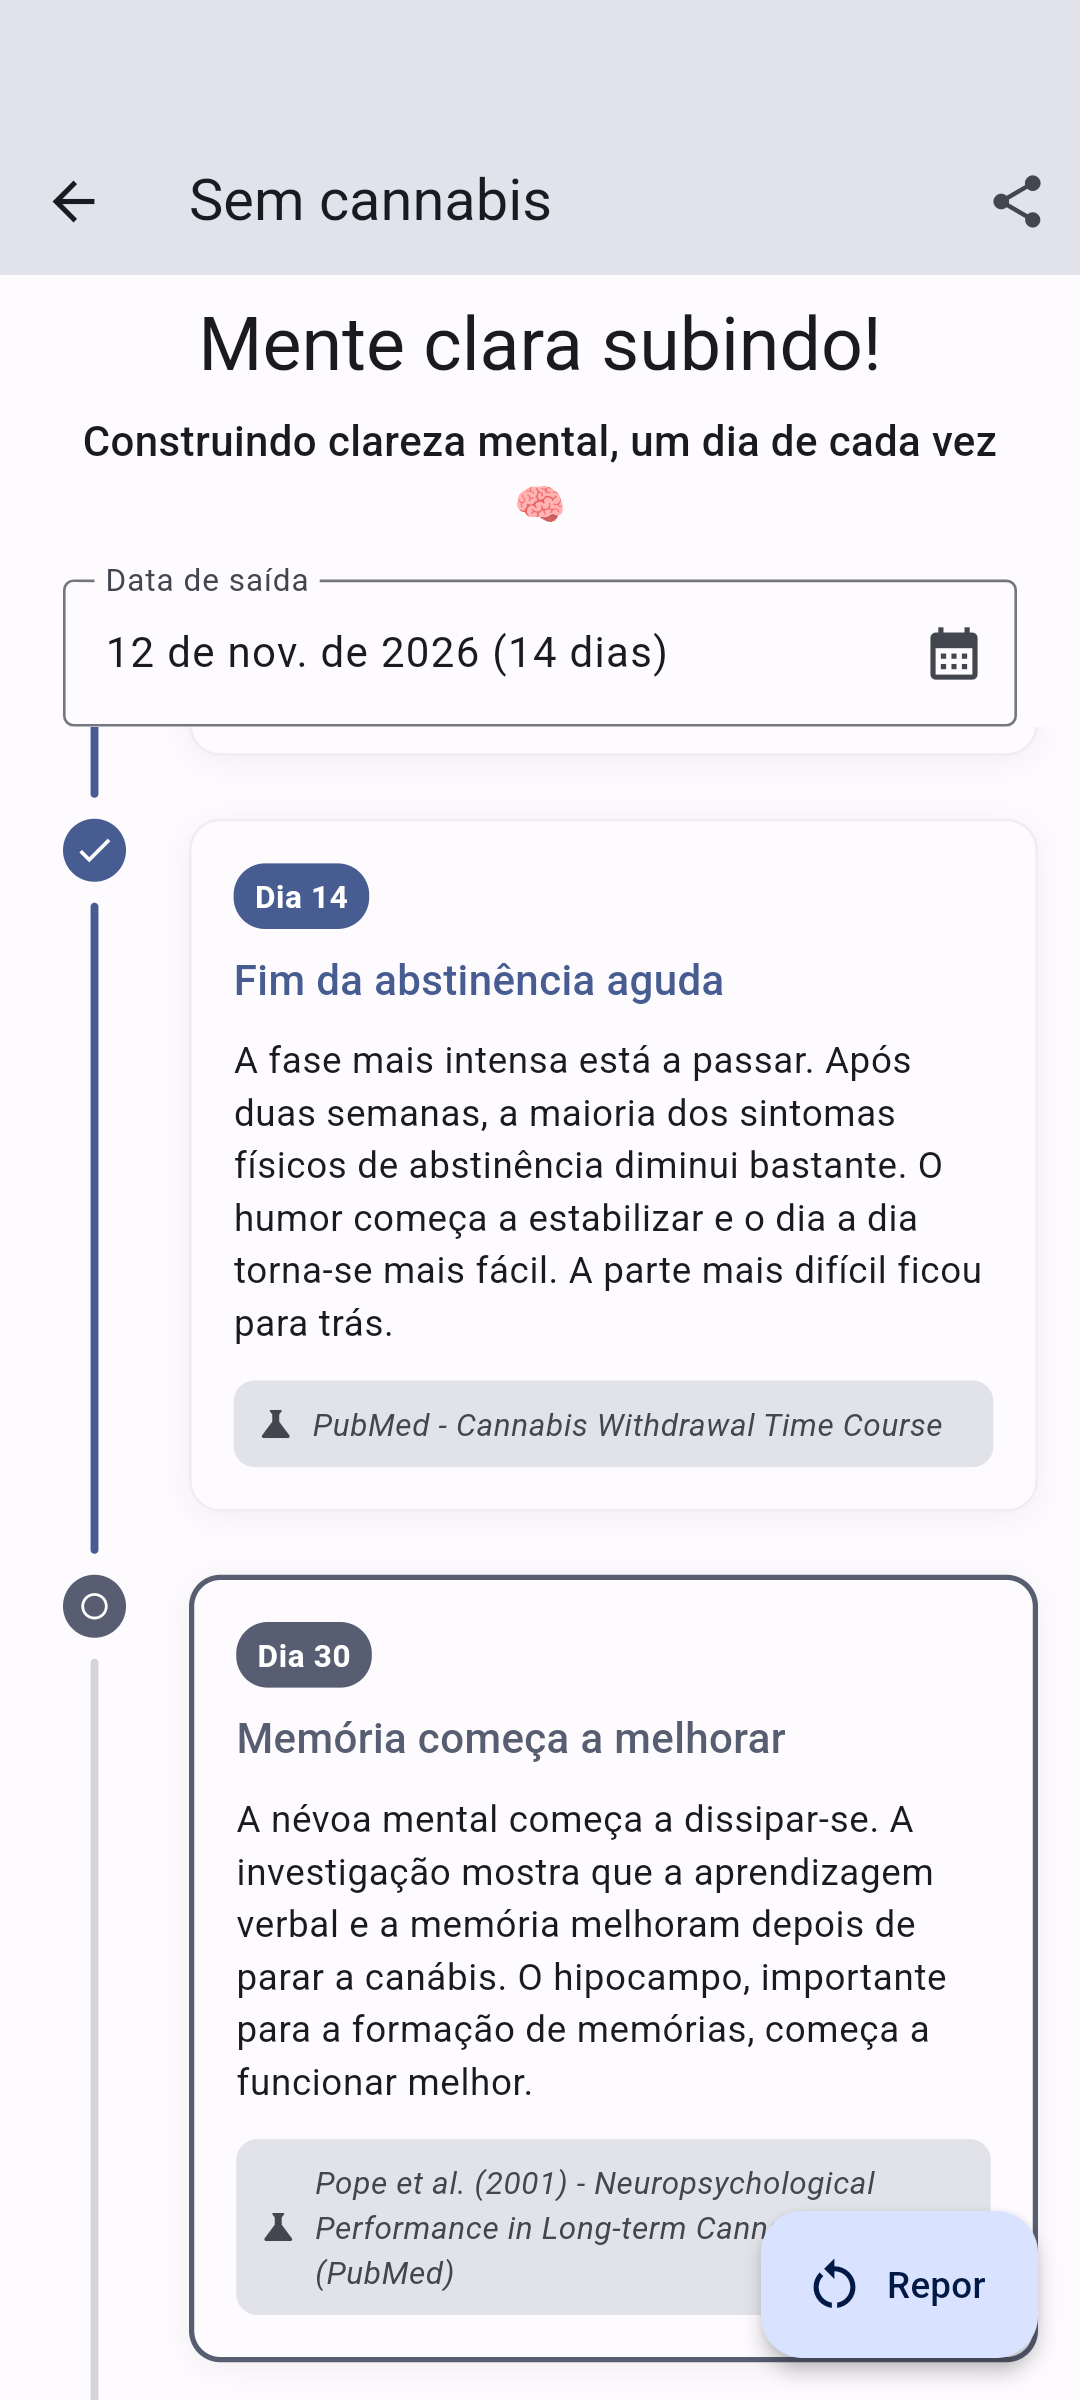 Sem cannabis
Mente clara subindo!
Construindo clareza mental, um dia de cada vez
🧠
Data de saída
12 de nov. de 2026 (14 dias)
Dia 14
Fim da abstinência aguda
A fase mais intensa está a passar. Após
duas semanas, a maioria dos sintomas
físicos de abstinência diminui bastante. O
humor começa a estabilizar e o dia a dia
torna-se mais fácil. A parte mais difícil ficou
para trás.
PubMed - Cannabis Withdrawal Time Course
Dia 30
Memória começa a melhorar
A névoa mental começa a dissipar-se. A
investigação mostra que a aprendizagem
verbal e a memória melhoram depois de
parar a canábis. O hipocampo, importante
para a formação de memórias, começa a
funcionar melhor.
Pope et al. (2001) - Neuropsychological
Performance in Long-term
(PubMed)
Repor